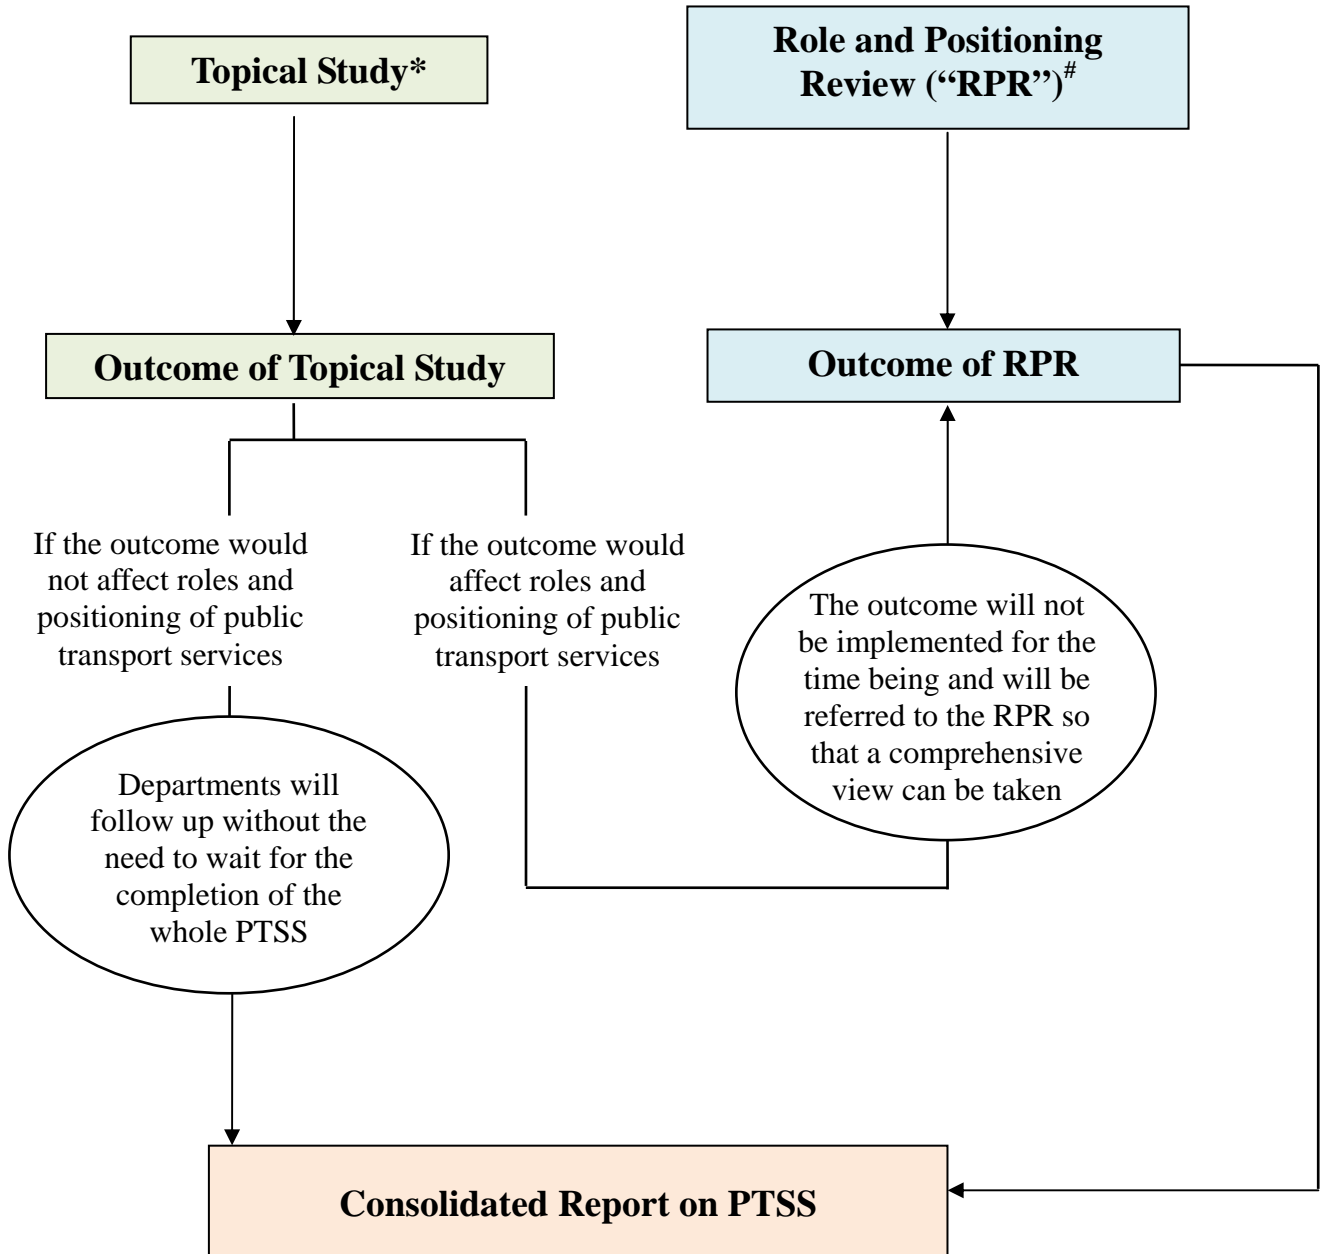 Topical Study*
Role and Positioning
Review (“RPR”)#
Outcome of Topical Study
Outcome of RPR
If the outcome would
not affect roles and
positioning of public
transport services
If the outcome would
affect roles and
positioning of public
transport services
The outcome will not
be implemented for the
time being and will be
referred to the RPR so
that a comprehensive
view can be taken
Departments will
follow up without the
need to wait for the
completion of the
whole PTSS
Consolidated Report on PTSS